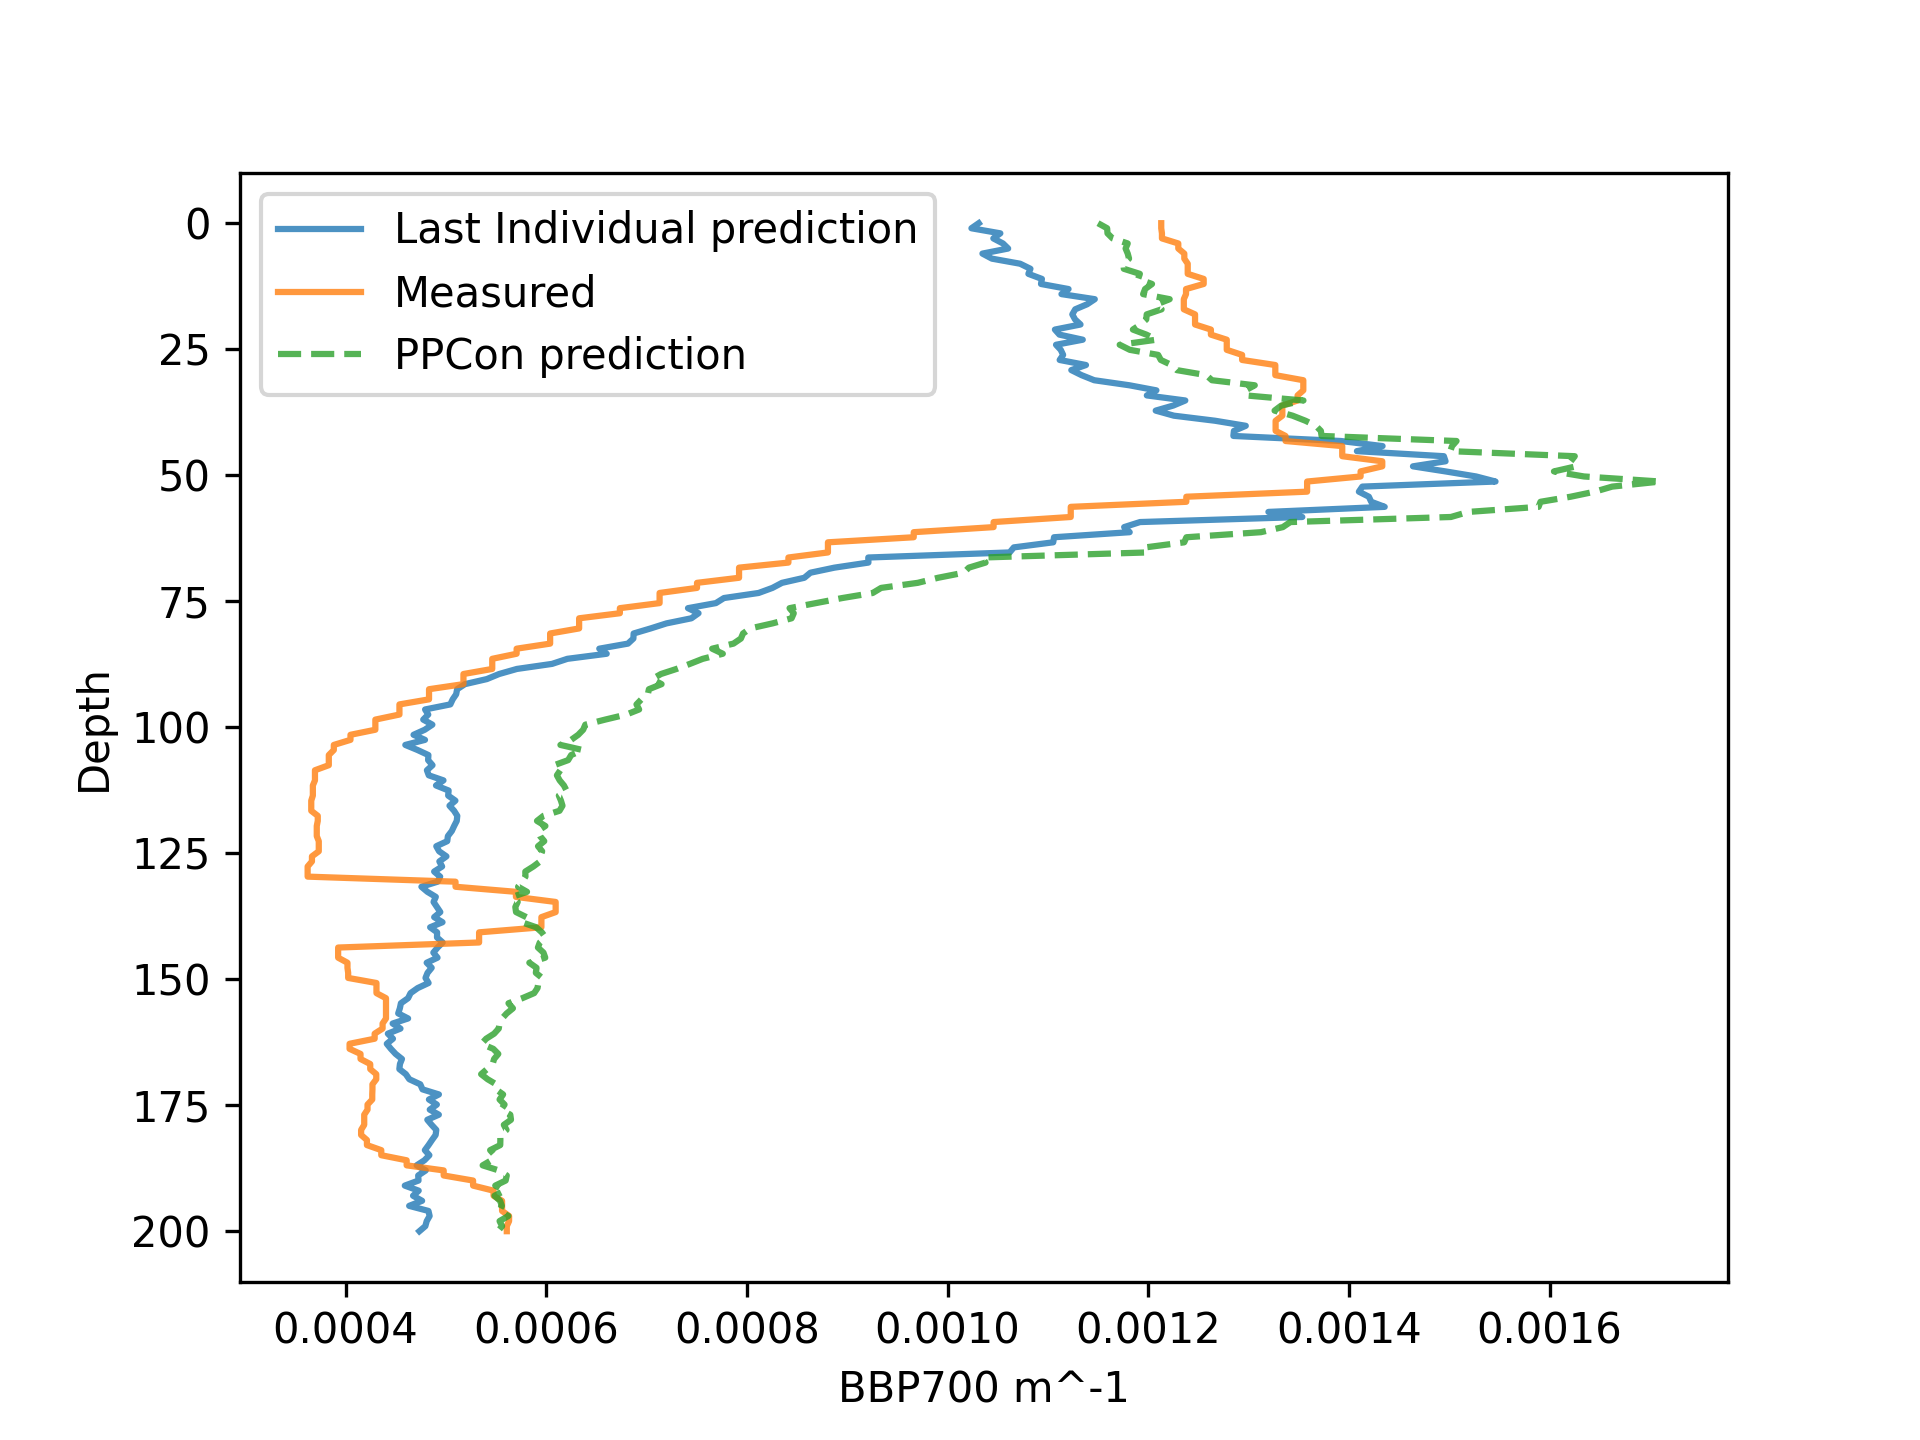 Last Individual prediction
Measured
PPCon prediction
0
25
50
75
100
125
150
175
200
Depth
0.0004 0.0006 0.0008 0.0010 0.0012 0.0014 0.0016
BBP700 m^-1